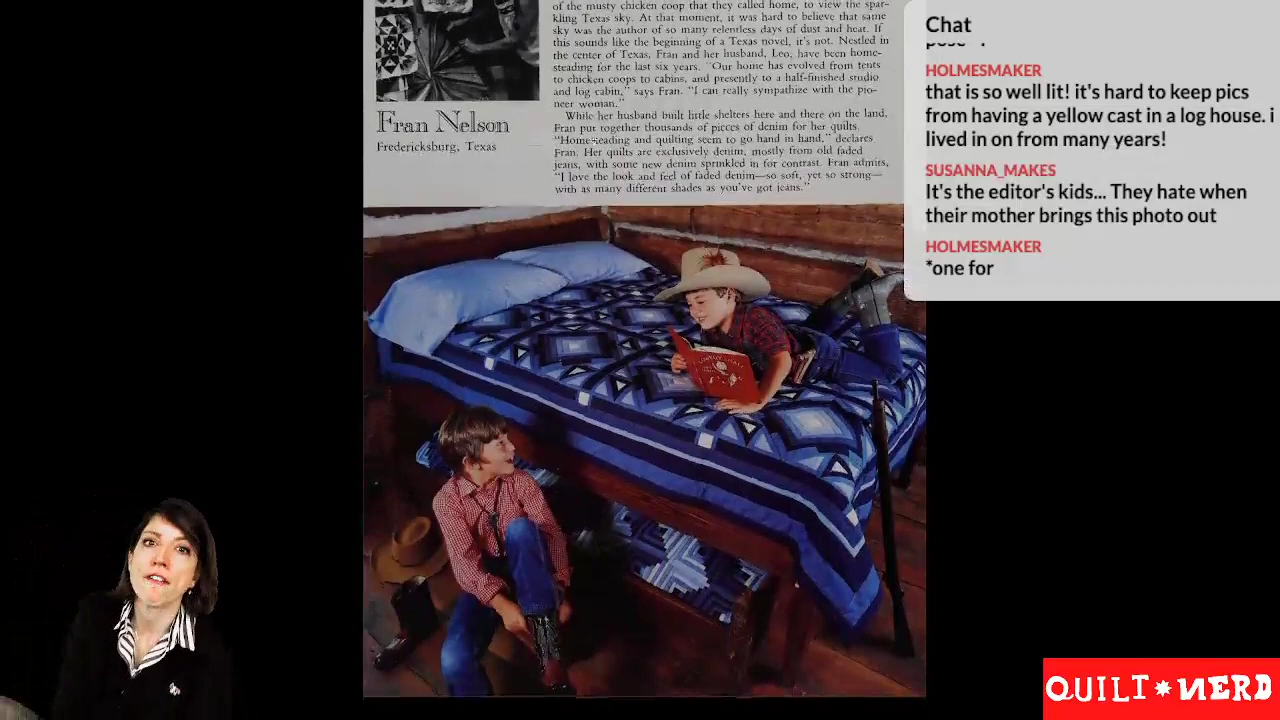 of the musty chicken coop that they called home, to view the spar-
kling Texas sky. At that moment, it was hard to believe that same
sky was the author of so many relentless days of dust and heat. If
this sounds like the beginning of a Texas novel, it's not. Nestled in
the center of Texas, Fran and her husband, Leo, have been home-
steading for the last six years. "Our home has evolved from tents
to chicken coops to cabins, and presently to a half-finished studio
and log cabin," says Fran. "I can really sympathize with the pio-
neer woman."
While her husband built little shelters here and there on the land,
Fran put together thousands of pieces of denim for her quilts.
"Homesteading and quilting seem to go hand in hand," declares
Fran. Her quilts are exclusively denim, mostly from old faded
jeans, with some new denim sprinkled in for contrast. Fran admits,
"I love the look and feel of faded denim—so soft, yet so strong—
with as many different shades as you've got jeans."
Fran Nelson
Fredericksburg, Texas
Chat
HOLMESMAKER
that is so well lit! it's hard to keep pics
from having a yellow cast in a log house. i
lived in on from many years!
SUSANNA_MAKES
It's the editor's kids... They hate when
their mother brings this photo out
HOLMESMAKER
*one for
QUILT*NERD